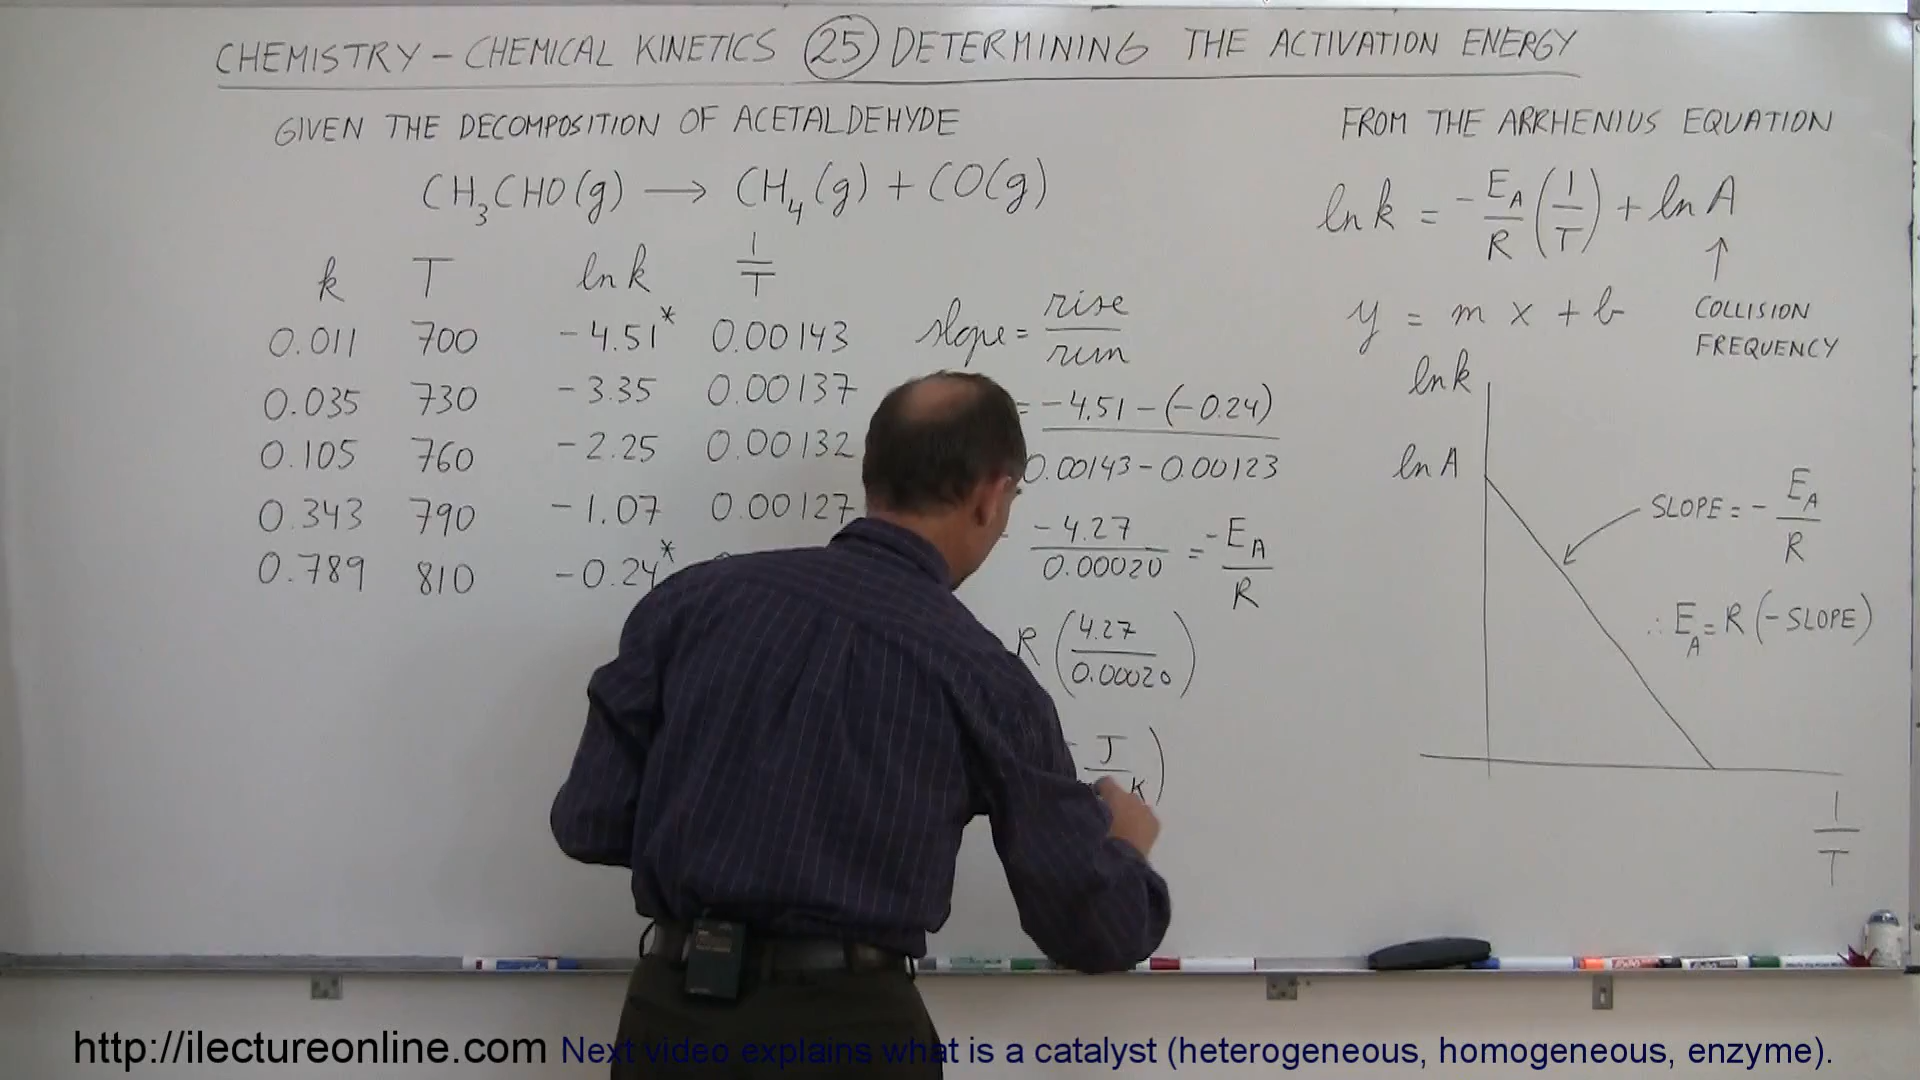 CHEMISTRY – CHEMICAL KINETICS 25 DETERMINING THE ACTIVATION ENERGY
GIVEN THE DECOMPOSITION OF ACETALDEHYDE
CH₃CHO(g) → CH₄(g) + CO(g)
k T ln k 1/T
0.011 700 -4.51* 0.00143
0.035 730 -3.35 0.00137
0.105 760 -2.25 0.00132
0.343 790 -1.07 0.00127
0.789 810 -0.24*
slope = rise/run
= -4.51-(-0.24)
0.00143-0.00123
-4.27/0.00020 = -E_A/R
R (4.27/0.00020)
J
K)
FROM THE ARRHENIUS EQUATION
ln k = -E_A/R (1/T) + ln A
↑
y = m x + b
COLLISION
FREQUENCY
ln k
ln A
SLOPE = -E_A/R
∴ E_A = R (-SLOPE)
1/T
http://ilectureonline.com Next video explains what is a catalyst (heterogeneous, homogeneous, enzyme).